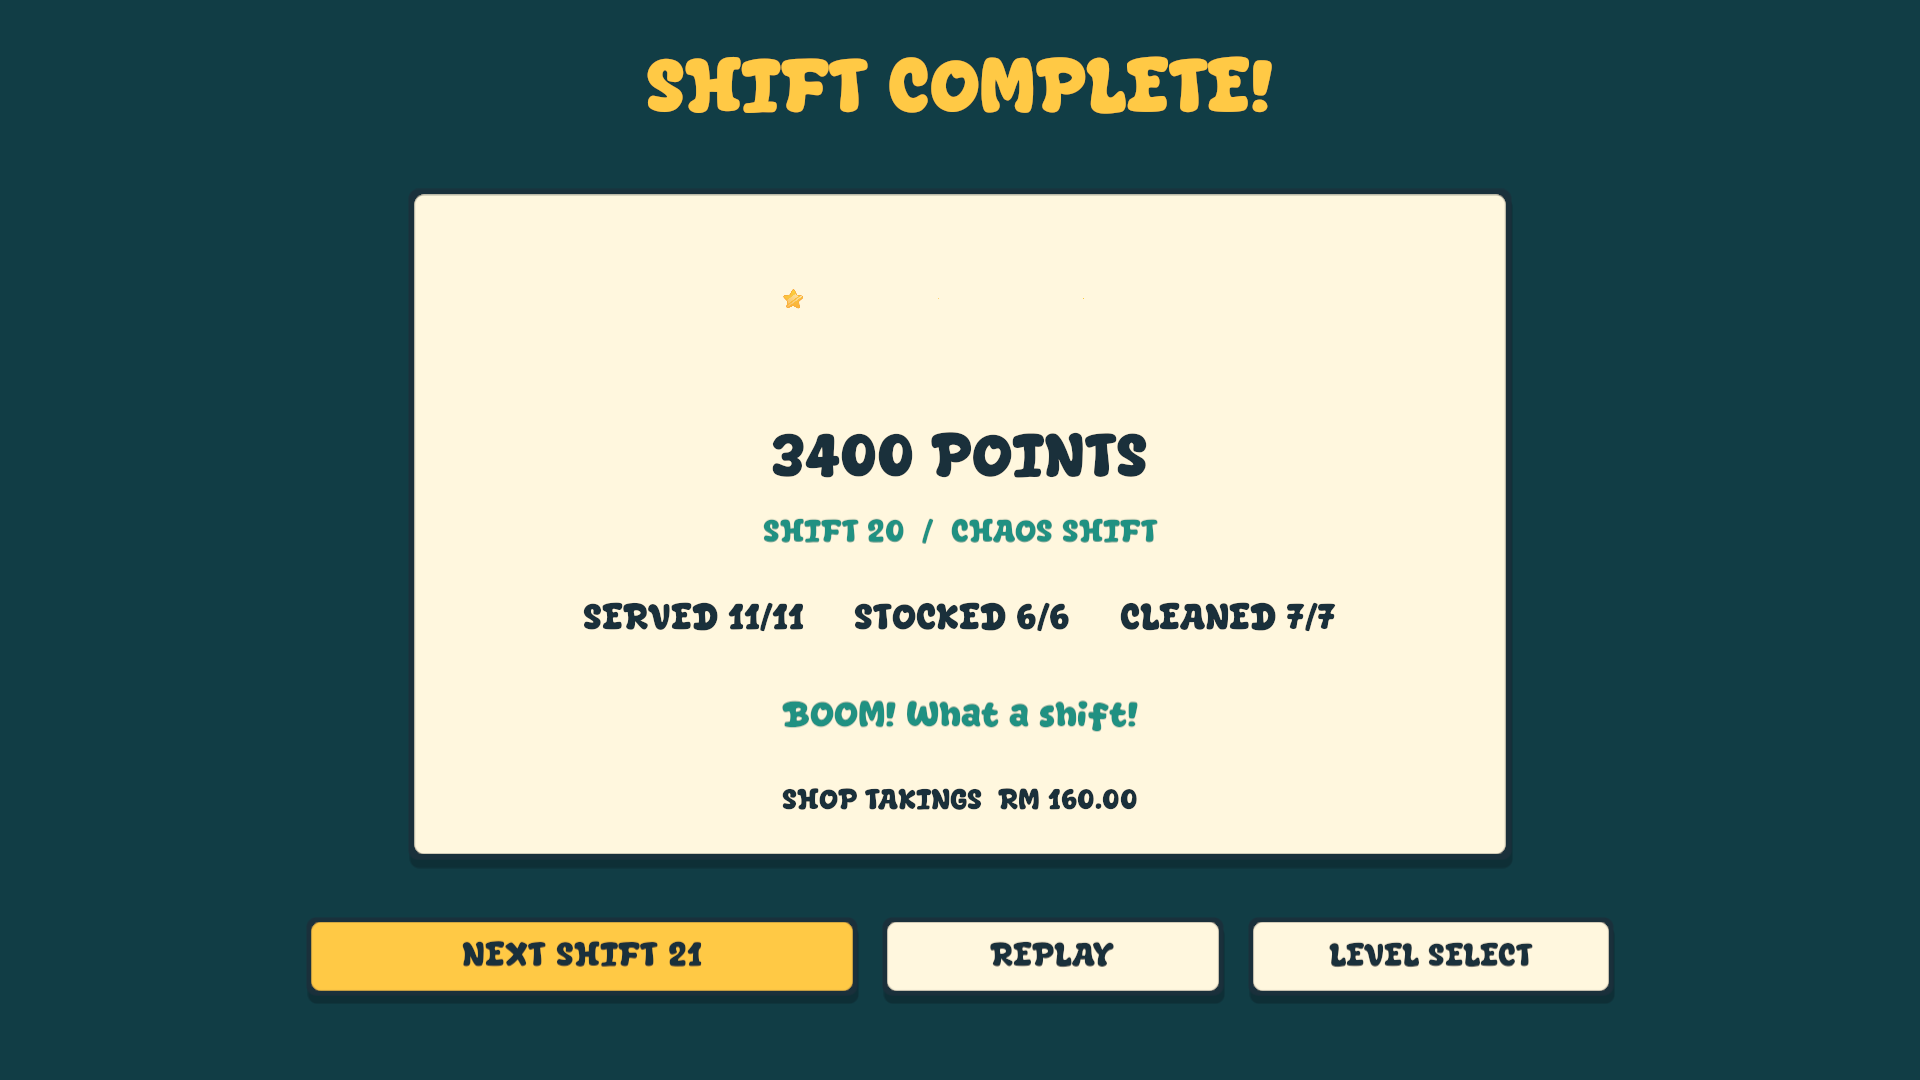 SHIFT COMPLETE!
3400 POINTS
SHIFT 20 / CHAOS SHIFT
SERVED 11/11 STOCKED 6/6 CLEANED 7/7
BOOM! What a shift!
SHOP TAKINGS RM 160.00
NEXT SHIFT 21 REPLAY LEVEL SELECT